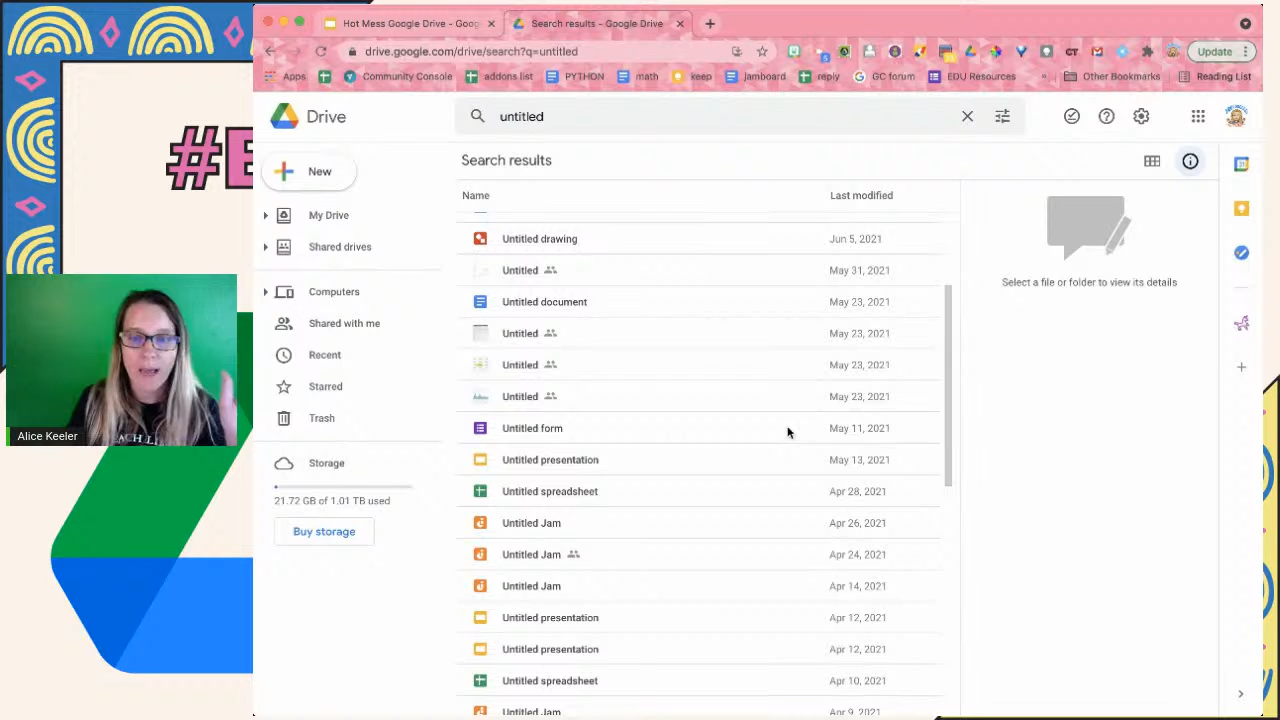 Hot Mess Google Drive - Goog
Search results - Google Drive
drive.google.com/drive/search?q=untitled
Update
Apps
Community Console
addons list
PYTHON
math
keep
jamboard
reply
GC forum
EDU Resources
»
Other Bookmarks
Reading List
Drive
untitled
#E
New
My Drive
Shared drives
Computers
Shared with me
Recent
Starred
Trash
Storage
21.72 GB of 1.01 TB used
Buy storage
Search results
Name Last modified
Untitled drawing Jun 5, 2021
Untitled May 31, 2021
Untitled document May 23, 2021
Untitled May 23, 2021
Untitled May 23, 2021
Untitled May 23, 2021
Untitled form May 11, 2021
Untitled presentation May 13, 2021
Untitled spreadsheet Apr 28, 2021
Untitled Jam Apr 26, 2021
Untitled Jam Apr 24, 2021
Untitled Jam Apr 14, 2021
Untitled presentation Apr 12, 2021
Untitled presentation Apr 12, 2021
Untitled spreadsheet Apr 10, 2021
Untitled Jam Apr 9, 2021
Select a file or folder to view its details
Alice Keeler